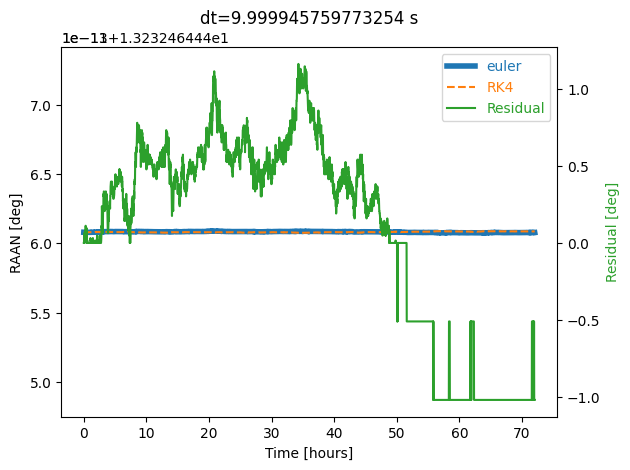 dt=9.999945759773254 s
+1.323246444e1
euler
RK4
Residual
7.0
6.5
6.0
5.5
5.0
RAAN [deg]
1.0
0.5
0.0
−0.5
−1.0
Residual [deg]
0 10 20 30 40 50 60 70
Time [hours]